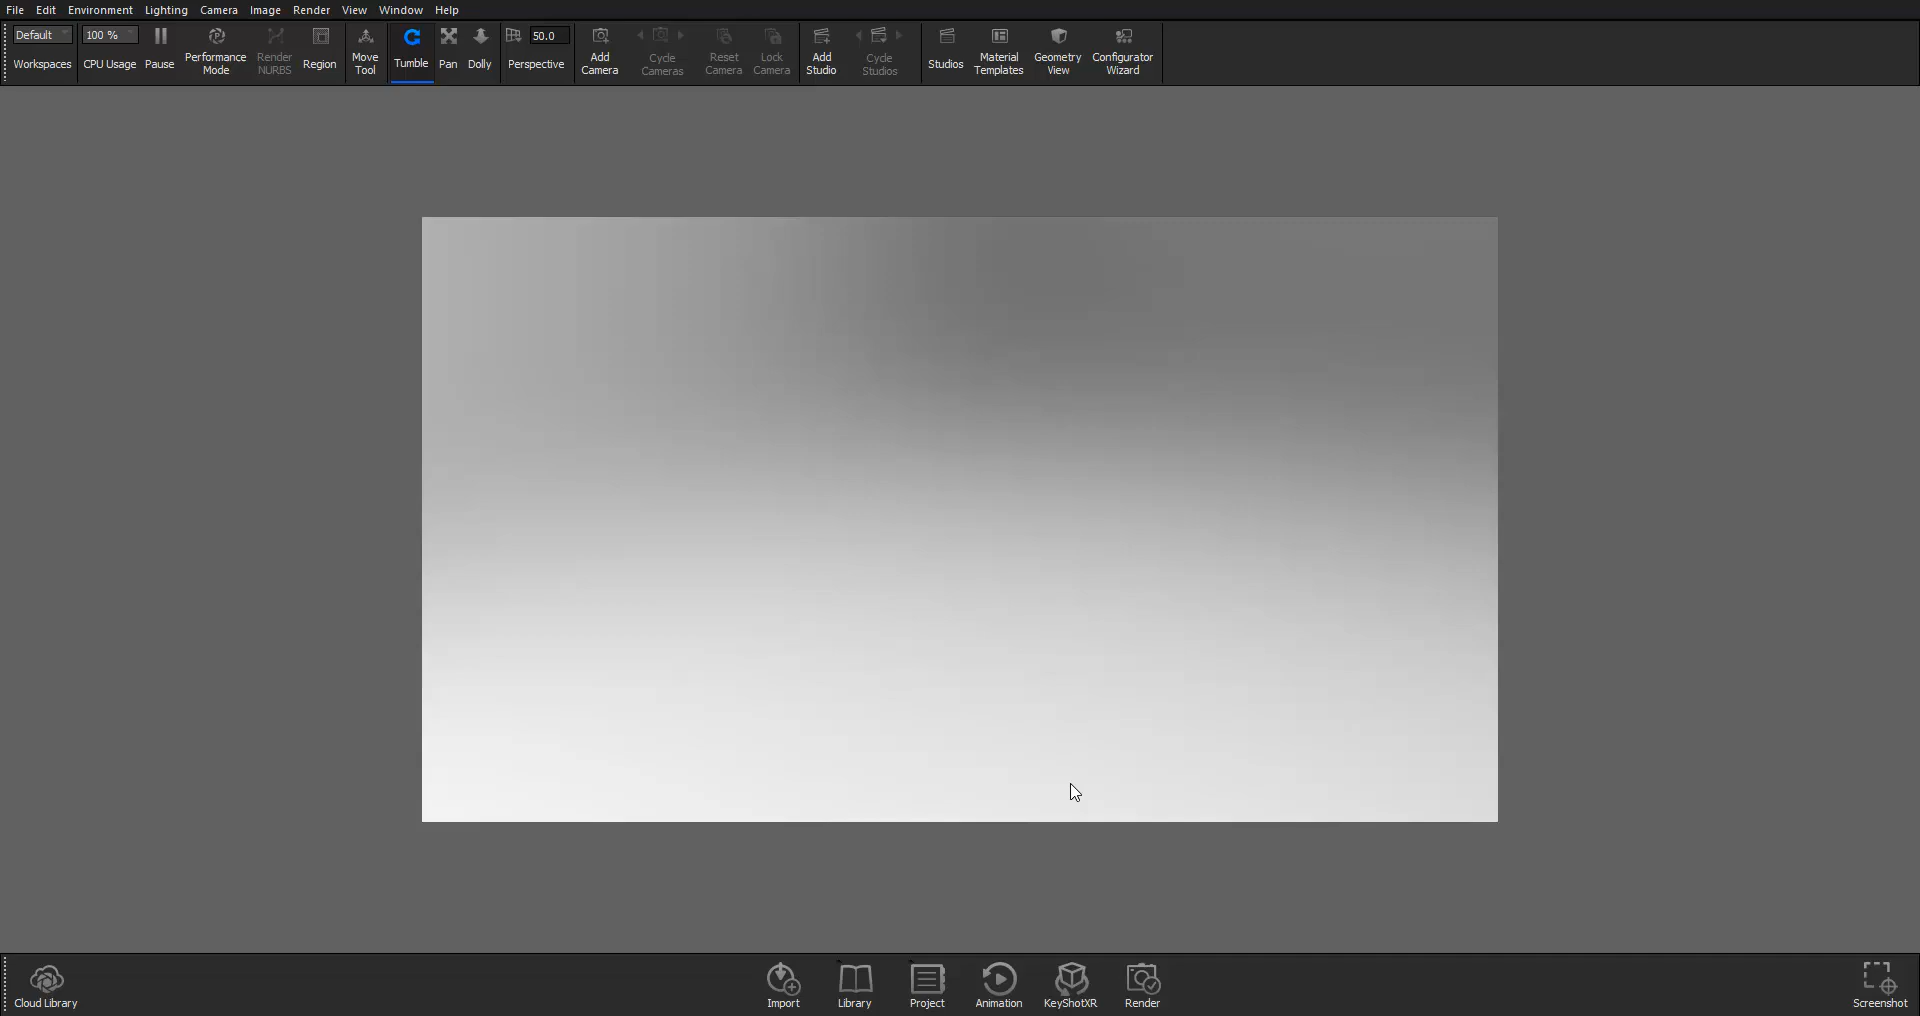 File Edit Environment Lighting Camera Image Render View Window Help
Default 100 % 50.0
Workspaces CPU Usage Pause Performance Mode Render NURBS Region Move Tool Tumble Pan Dolly Perspective Add Camera Cycle Cameras Reset Camera Lock Camera Add Studio Cycle Studios Studios Material Templates Geometry View Configurator Wizard
Cloud Library Import Library Project Animation KeyShotXR Render Screenshot